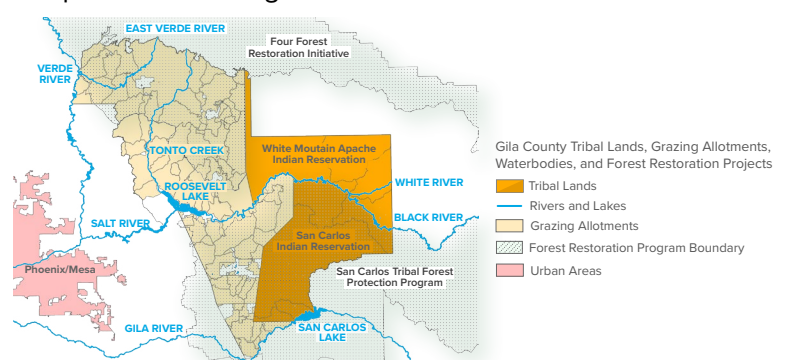 EAST VERDE RIVER
Four Forest
Restoration Initiative
VERDE
RIVER
TONTO CREEK
White Moutain Apache
Indian Reservation
ROOSEVELT
LAKE
WHITE RIVER
SALT RIVER
BLACK RIVER
San Carlos
Indian Reservation
Phoenix/Mesa
San Carlos Tribal Forest
Protection Program
GILA RIVER
SAN CARLOS
LAKE
Gila County Tribal Lands, Grazing Allotments,
Waterbodies, and Forest Restoration Projects
Tribal Lands
Rivers and Lakes
Grazing Allotments
Forest Restoration Program Boundary
Urban Areas